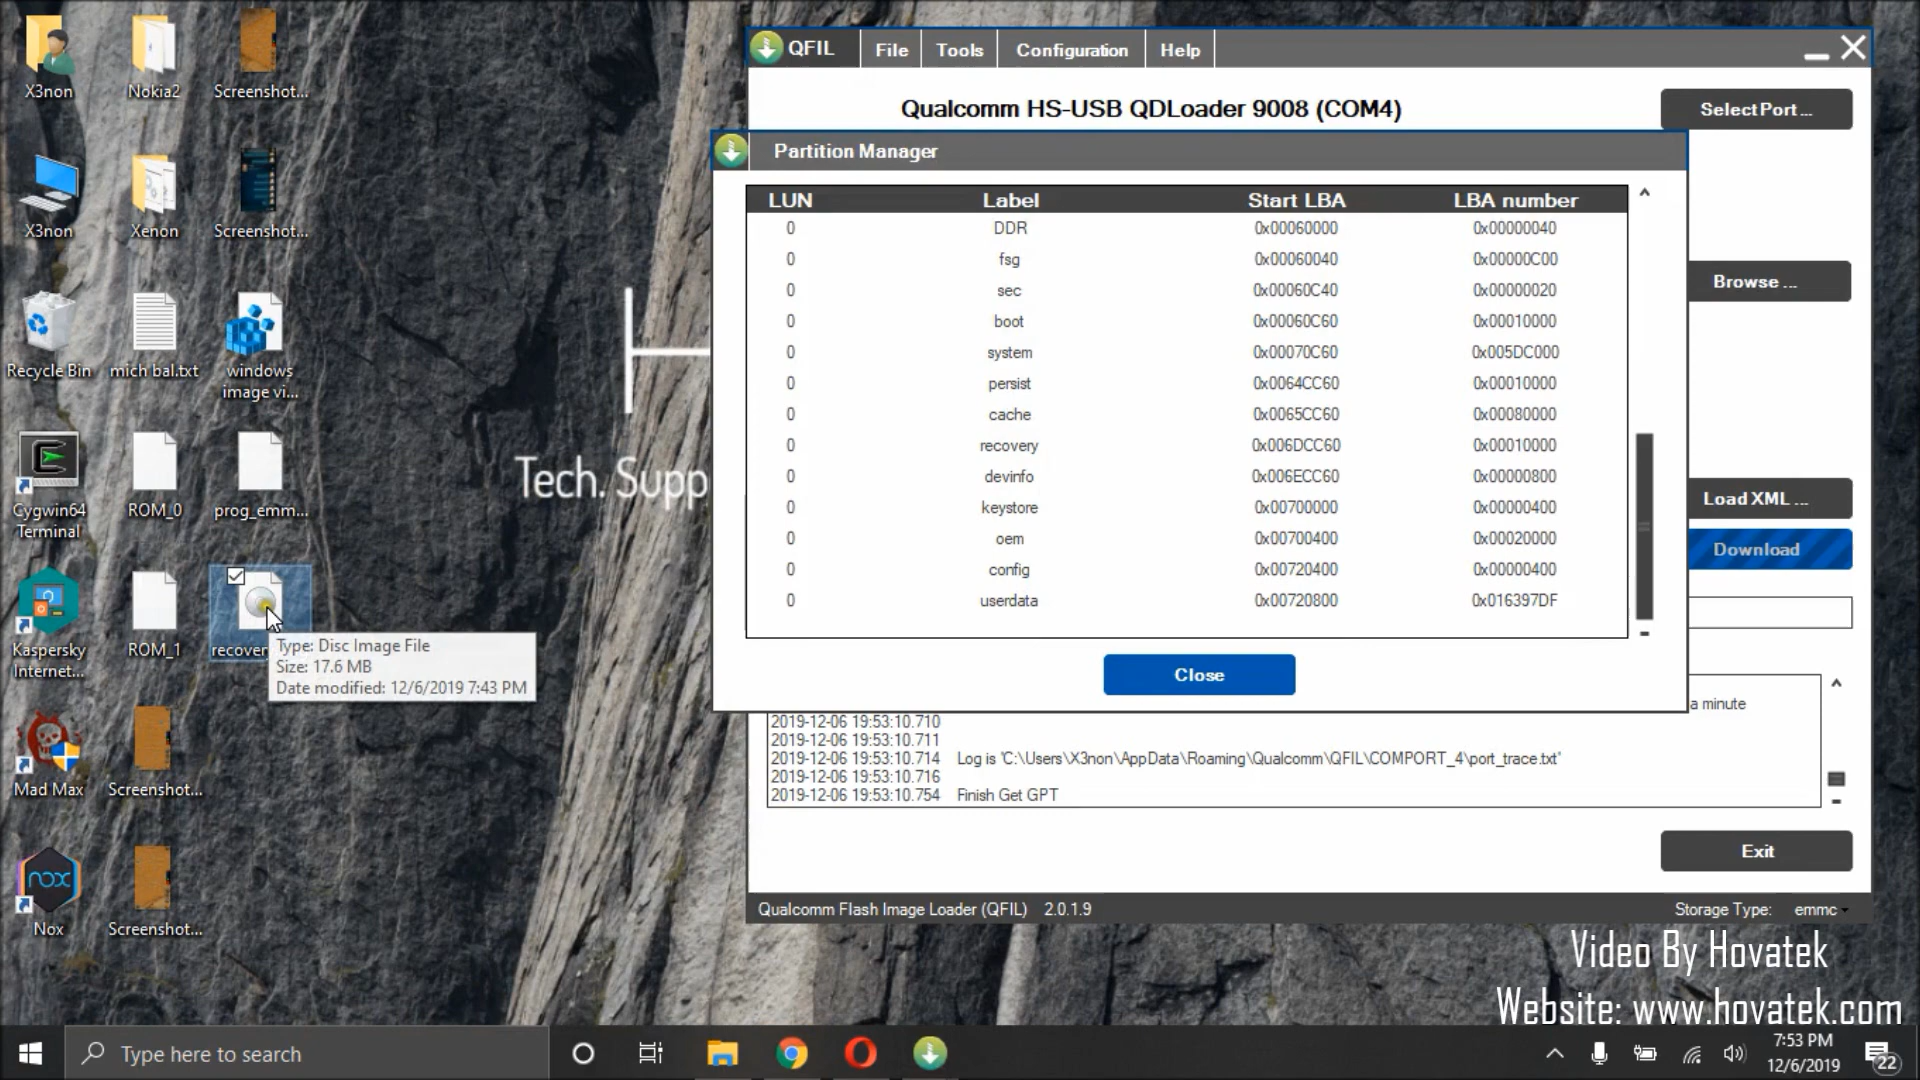 X3non
Nokia2
Screenshot...
X3non
Xenon
Screenshot...
Recycle Bin
mich bal.txt
windows
image vi...
Cygwin64
Terminal
ROM_0
prog_emm...
Kaspersky
Internet...
ROM_1
recover
Type: Disc Image File
Size: 17.6 MB
Date modified: 12/6/2019 7:43 PM
Mad Max
Screenshot...
nox
Nox
Screenshot...
Tech. Supp
QFIL File Tools Configuration Help
Qualcomm HS-USB QDLoader 9008 (COM4)
Select Port ...
Partition Manager
LUN Label Start LBA LBA number
0 DDR 0x00060000 0x00000040
0 fsg 0x00060040 0x00000C00
0 sec 0x00060C40 0x00000020
0 boot 0x00060C60 0x00010000
0 system 0x00070C60 0x005DC000
0 persist 0x0064CC60 0x00010000
0 cache 0x0065CC60 0x00080000
0 recovery 0x006DCC60 0x00010000
0 devinfo 0x006ECC60 0x00000800
0 keystore 0x00700000 0x00000400
0 oem 0x00700400 0x00020000
0 config 0x00720400 0x00000400
0 userdata 0x00720800 0x016397DF
Close
Browse ...
Load XML ...
Download
a minute
2019-12-06 19:53:10.710
2019-12-06 19:53:10.711
2019-12-06 19:53:10.714 Log is 'C:\Users\X3non\AppData\Roaming\Qualcomm\QFIL\COMPORT_4\port_trace.txt'
2019-12-06 19:53:10.716
2019-12-06 19:53:10.754 Finish Get GPT
Exit
Qualcomm Flash Image Loader (QFIL) 2.0.1.9
Storage Type: emmc
Video By Hovatek
Website: www.hovatek.com
Type here to search
7:53 PM
12/6/2019
22